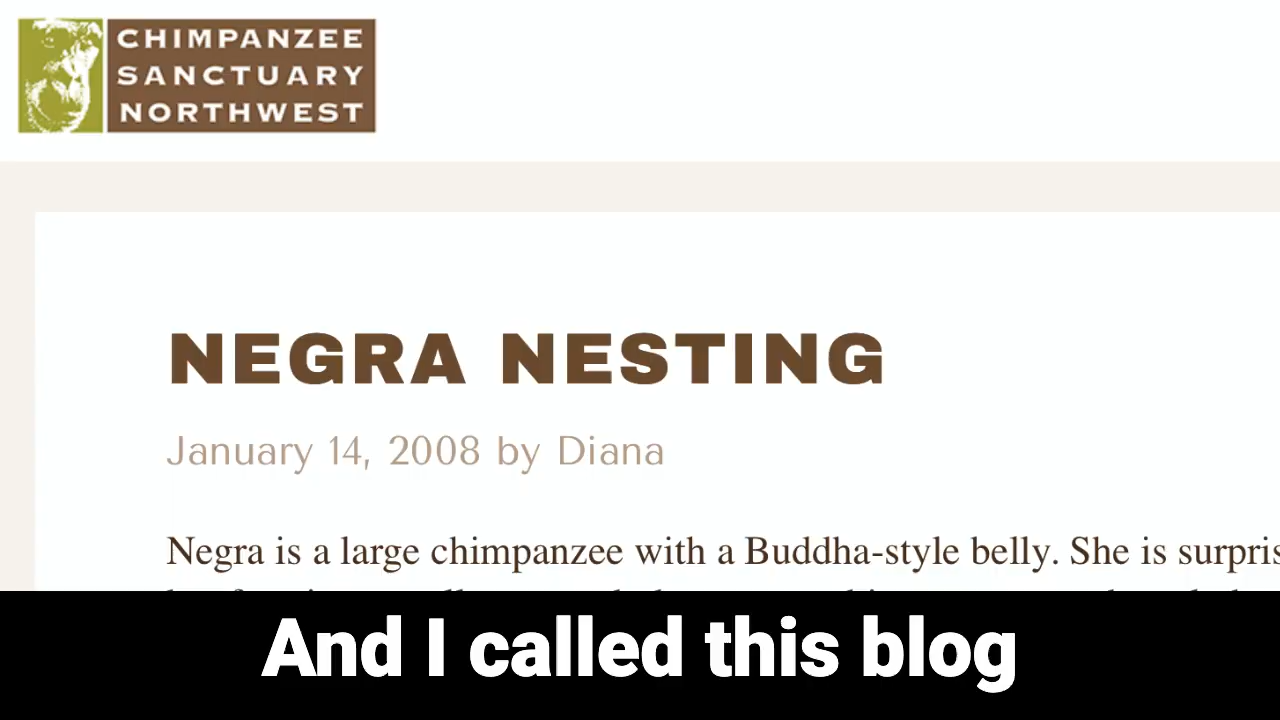 CHIMPANZEE
SANCTUARY
NORTHWEST
NEGRA NESTING
January 14, 2008 by Diana
Negra is a large chimpanzee with a Buddha-style belly. She is
And I called this blog